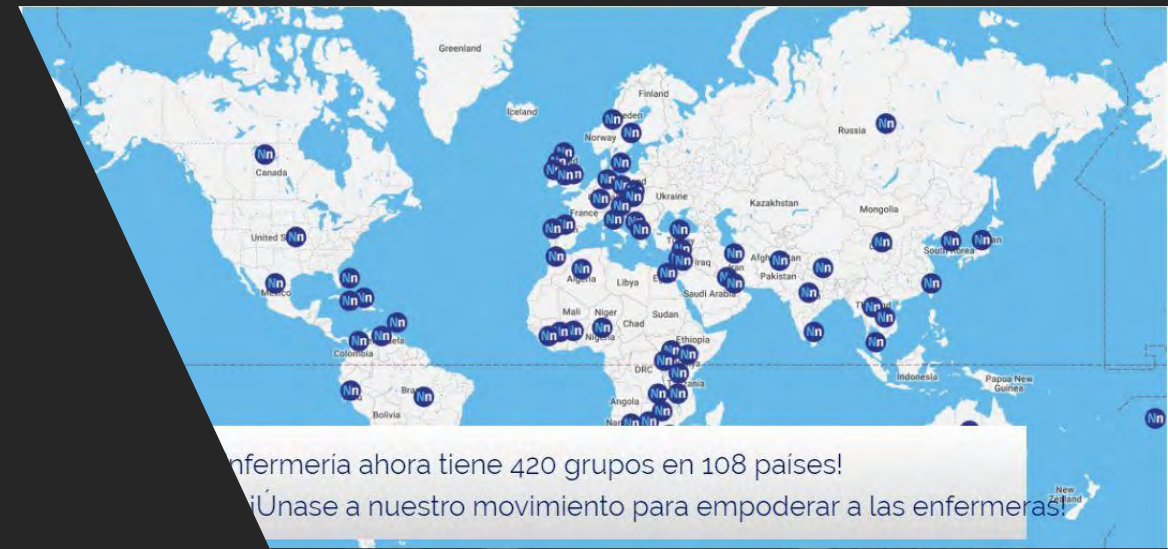 Greenland
Iceland
Finland
Norway
Russia
Canada
Ukraine
Kazakhstan
Mongolia
France
United S
South Korea
Iraq
Pakistan
Algeria
Libya
Saudi Arabia
Mali
Niger
Chad
Sudan
Ethiopia
Colombia
DRC
Indonesia
Papua New
Guinea
Angola
Bolivia
nfermería ahora tiene 420 grupos en 108 países!
¡Únase a nuestro movimiento para empoderar a las enfermeras!
New
Zealand
Nn